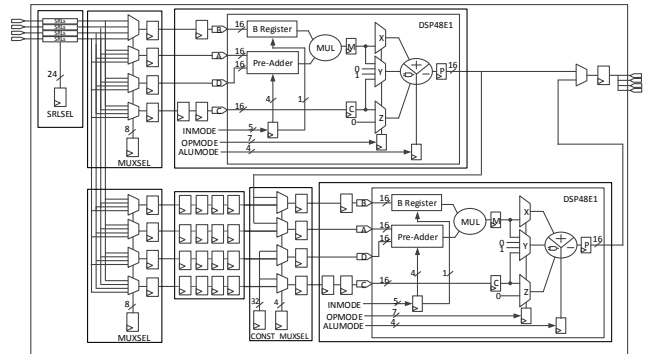 SRLs
SRLs
SRLs
SRLs
24
SRLSEL
8
MUXSEL
DSP48E1
B
16
B Register
A
16
Pre-Adder
16
D
C
16
MUL
M
X
0
1
Y
C
0
Z
P
16
4
1
INMODE
5
OPMODE
7
ALUMODE
4
8
MUXSEL
32
4
CONST_MUXSEL
DSP48E1
B
16
B Register
A
16
Pre-Adder
16
D
C
16
MUL
M
X
0
1
Y
C
0
Z
P
16
4
1
INMODE
5
OPMODE
7
ALUMODE
4